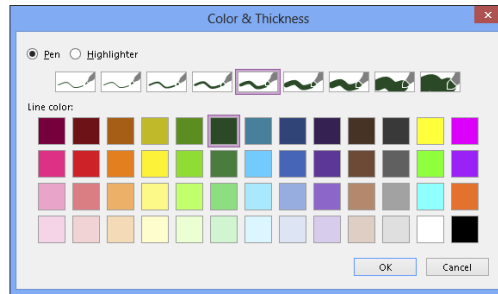 Color & Thickness
Pen Highlighter
Line color:
OK Cancel